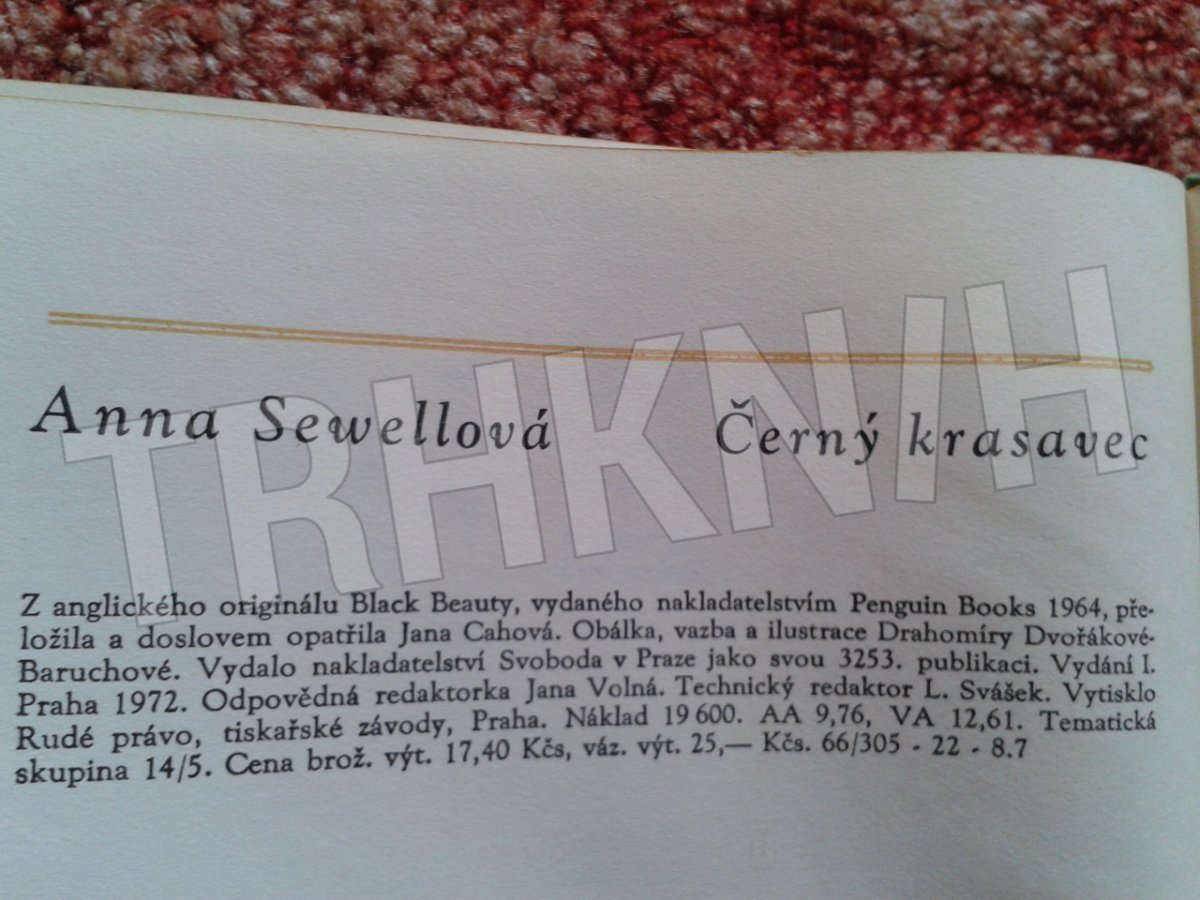 Anna Sewellová Černý krasavec
TRHKNIH
Z anglického originálu Black Beauty, vydaného nakladatelstvím Penguin Books 1964, pře-
ložila a doslovem opatřila Jana Cahová. Obálka, vazba a ilustrace Drahomíry Dvořákové-
Baruchové. Vydalo nakladatelství Svoboda v Praze jako svou 3253. publikaci. Vydání I.
Praha 1972. Odpovědná redaktorka Jana Volná. Technický redaktor L. Svášek. Vytisklo
Rudé právo, tiskařské závody, Praha. Náklad 19 600. AA 9,76, VA 12,61. Tematická
skupina 14/5. Cena brož. výt. 17,40 Kčs, váz. výt. 25,— Kčs. 66/305 - 22 - 8.7